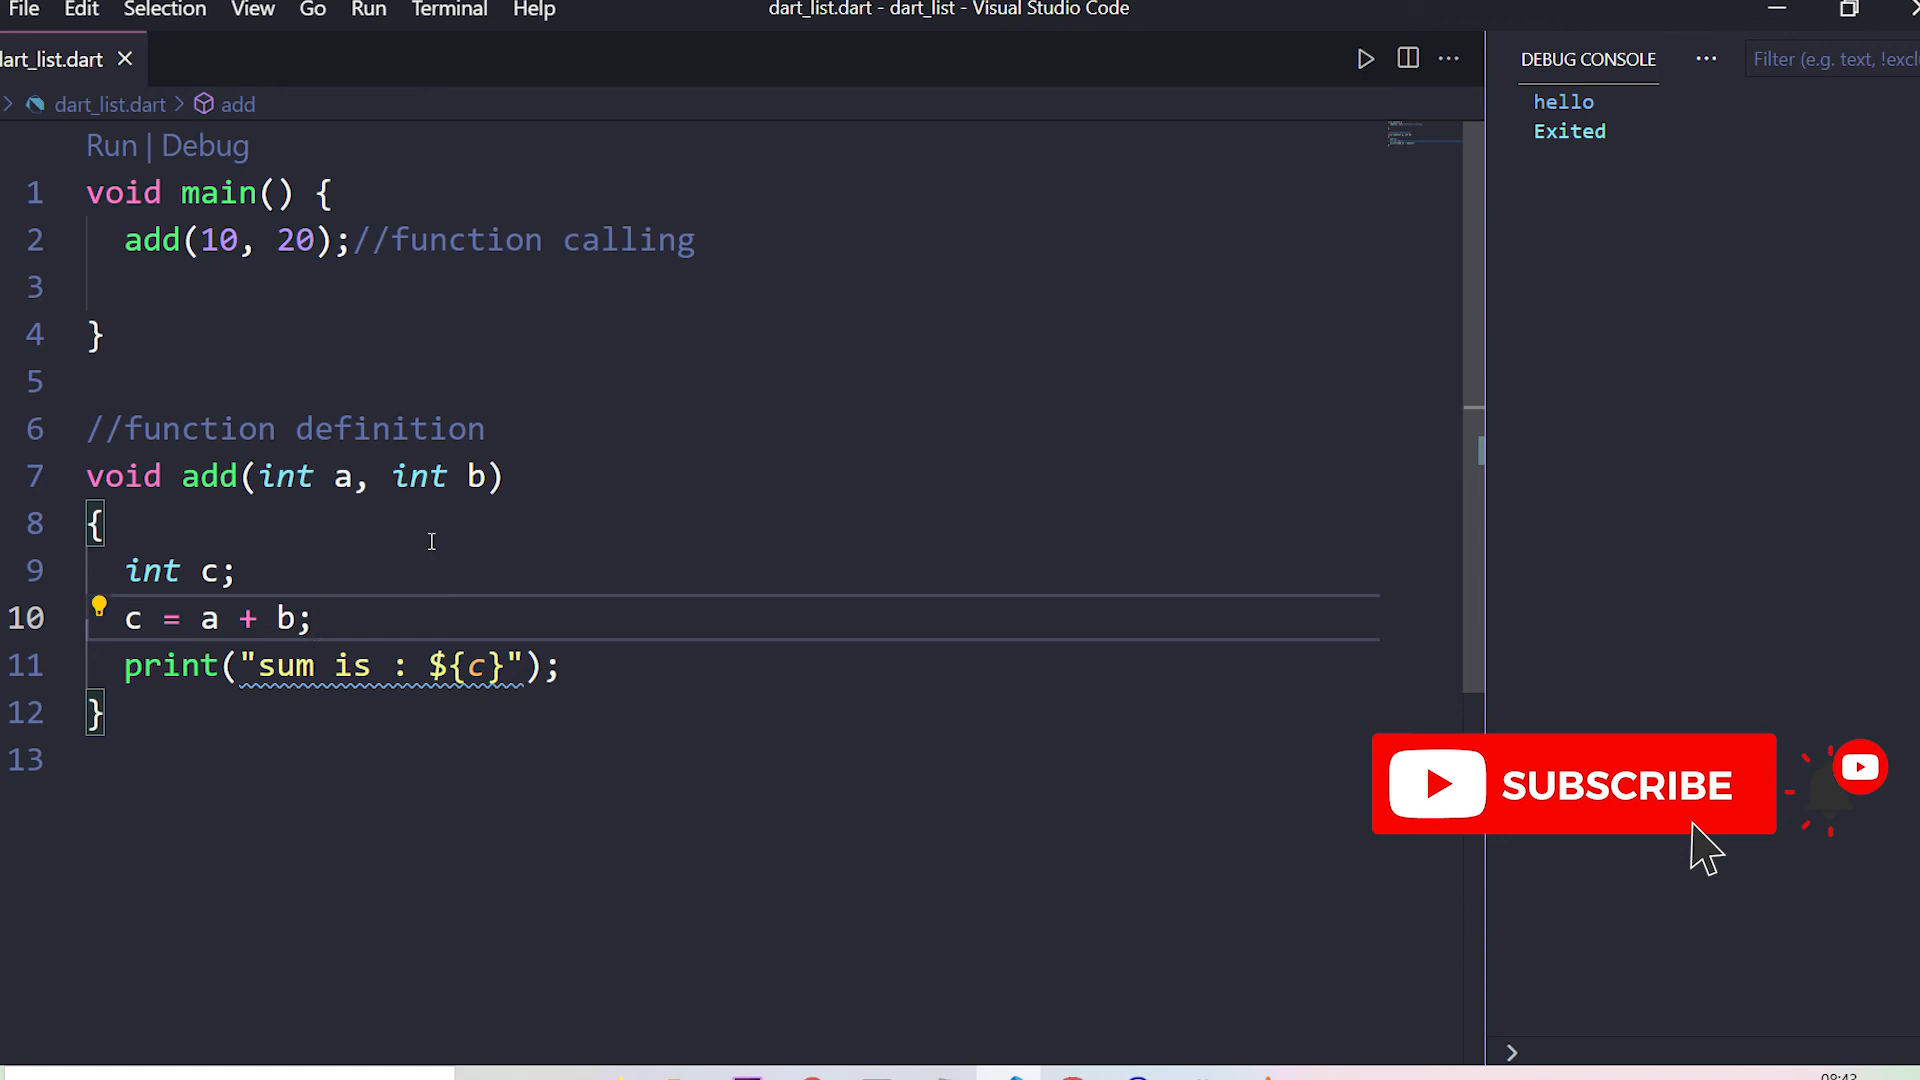 File Edit Selection View Go Run Terminal Help
dart_list.dart - dart_list - Visual Studio Code
dart_list.dart
dart_list.dart add
DEBUG CONSOLE
Filter (e.g. text, !excl
hello
Exited
Run | Debug
1 void main() {
2 add(10, 20);//function calling
3
4 }
5
6 //function definition
7 void add(int a, int b)
8 {
9 int c;
10 c = a + b;
11 print("sum is : ${c}");
12 }
13
SUBSCRIBE